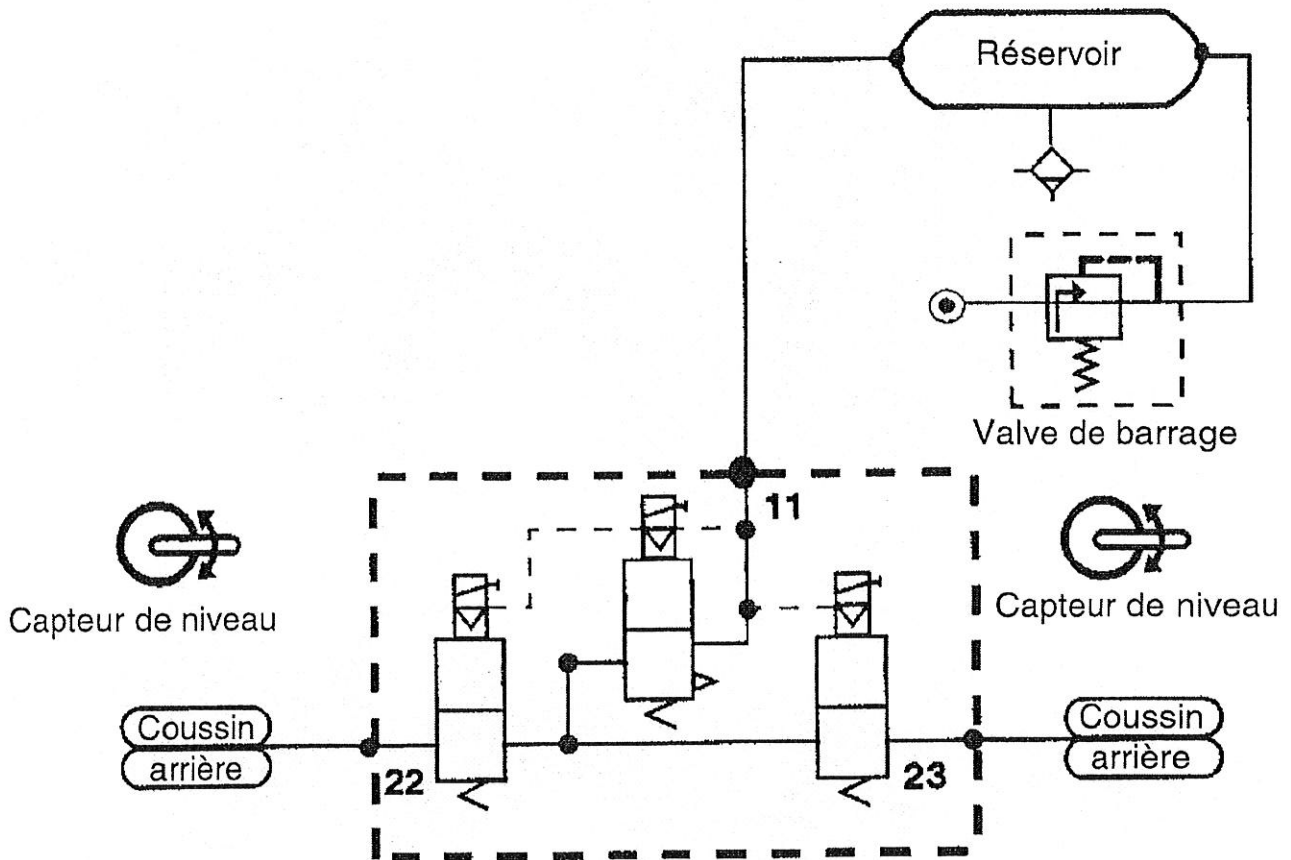 Réservoir
Valve de barrage
11
Capteur de niveau
Capteur de niveau
Coussin
arrière
22
23
Coussin
arrière